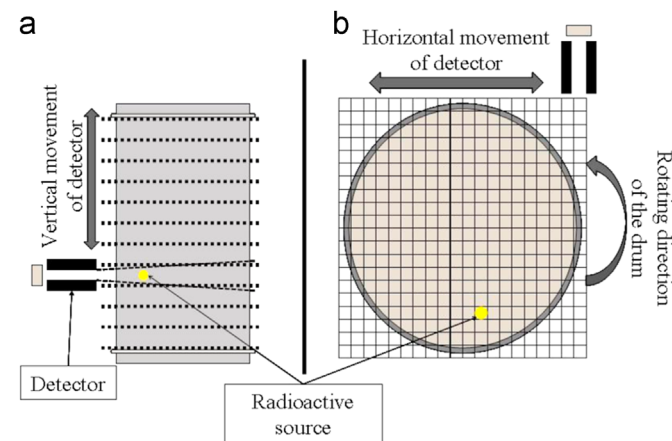 a
Vertical movement
of detector
Detector
b
Horizontal movement
of detector
Rotating direction
of the drum
Radioactive
source